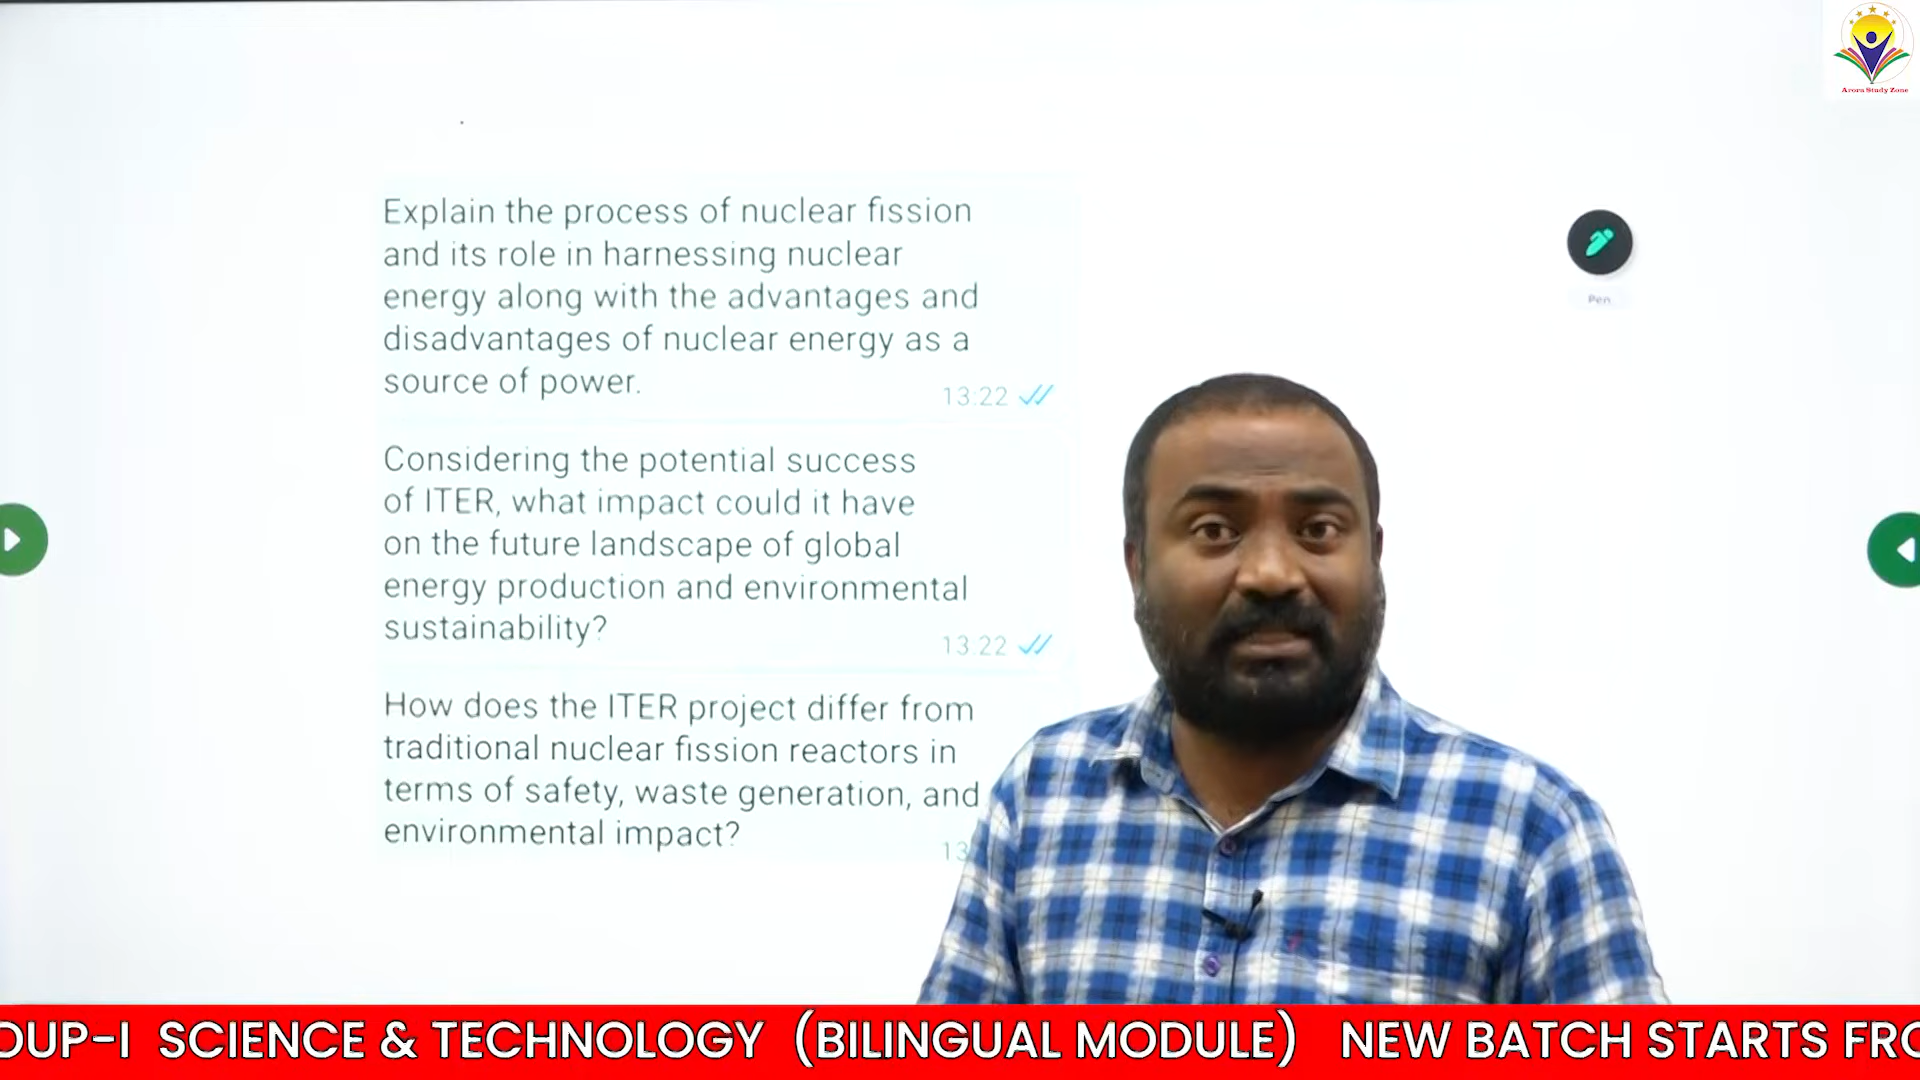 Arora Study Zone
Explain the process of nuclear fission
and its role in harnessing nuclear
energy along with the advantages and
disadvantages of nuclear energy as a
source of power.
13:22
Pen
Considering the potential success
of ITER, what impact could it have
on the future landscape of global
energy production and environmental
sustainability?
13:22
How does the ITER project differ from
traditional nuclear fission reactors in
terms of safety, waste generation, and
environmental impact?
13
OUP-I SCIENCE & TECHNOLOGY (BILINGUAL MODULE) NEW BATCH STARTS FRO